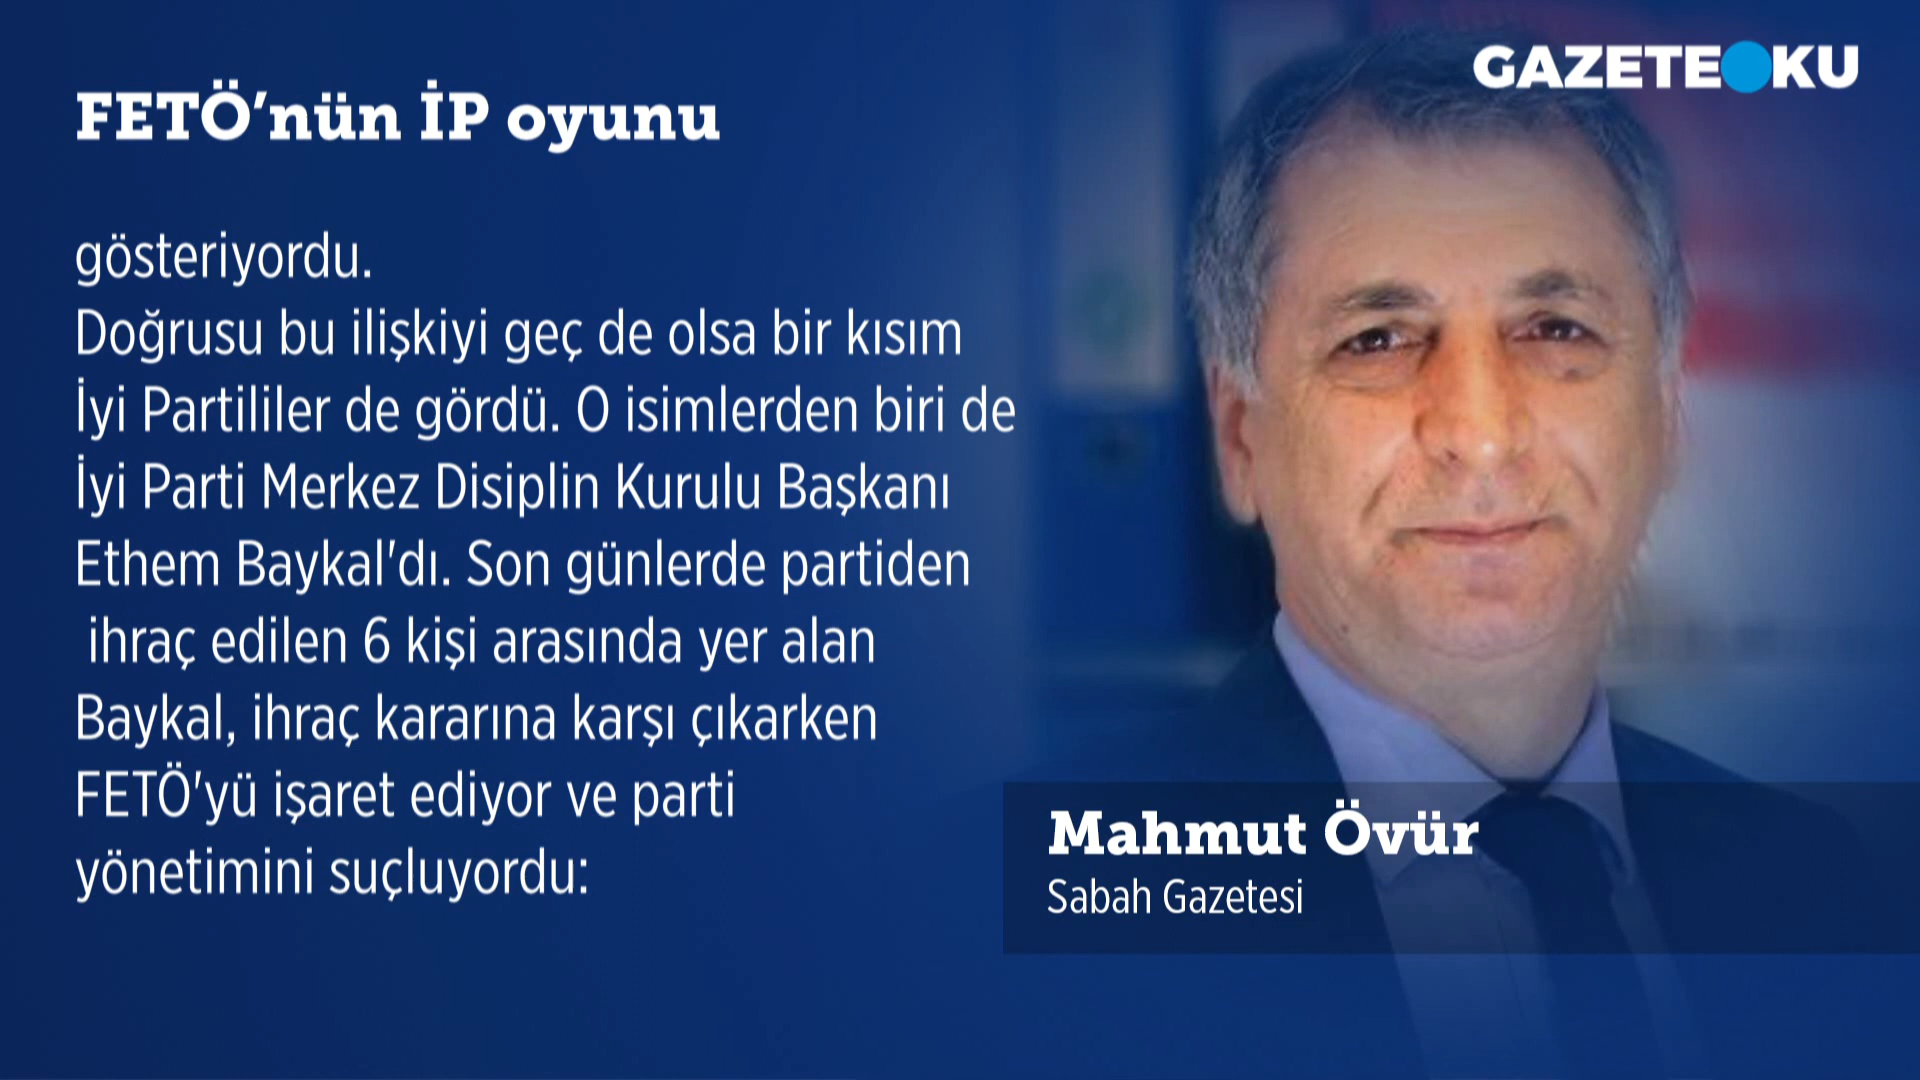 GAZETEOKU
FETÖ’nün İP oyunu
gösteriyordu.
Doğrusu bu ilişkiyi geç de olsa bir kısım
İyi Partililer de gördü. O isimlerden biri de
İyi Parti Merkez Disiplin Kurulu Başkanı
Ethem Baykal'dı. Son günlerde partiden
ihraç edilen 6 kişi arasında yer alan
Baykal, ihraç kararına karşı çıkarken
FETÖ'yü işaret ediyor ve parti
yönetimini suçluyordu:
Mahmut Övür
Sabah Gazetesi